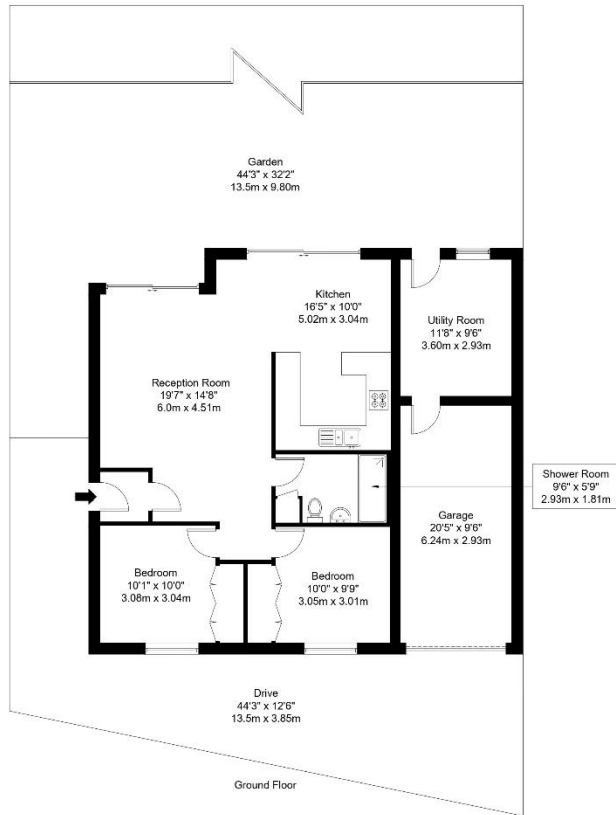 Garden
44'3" x 32'2"
13.5m x 9.80m
Kitchen
16'5" x 10'0"
5.02m x 3.04m
Utility Room
11'8" x 9'6"
3.60m x 2.93m
Reception Room
19'7" x 14'8"
6.0m x 4.51m
Shower Room
9'6" x 5'9"
2.93m x 1.81m
Garage
20'5" x 9'6"
6.24m x 2.93m
Bedroom
10'1" x 10'0"
3.08m x 3.04m
Bedroom
10'0" x 9'9"
3.05m x 3.01m
Drive
44'3" x 12'6"
13.5m x 3.85m
Ground Floor